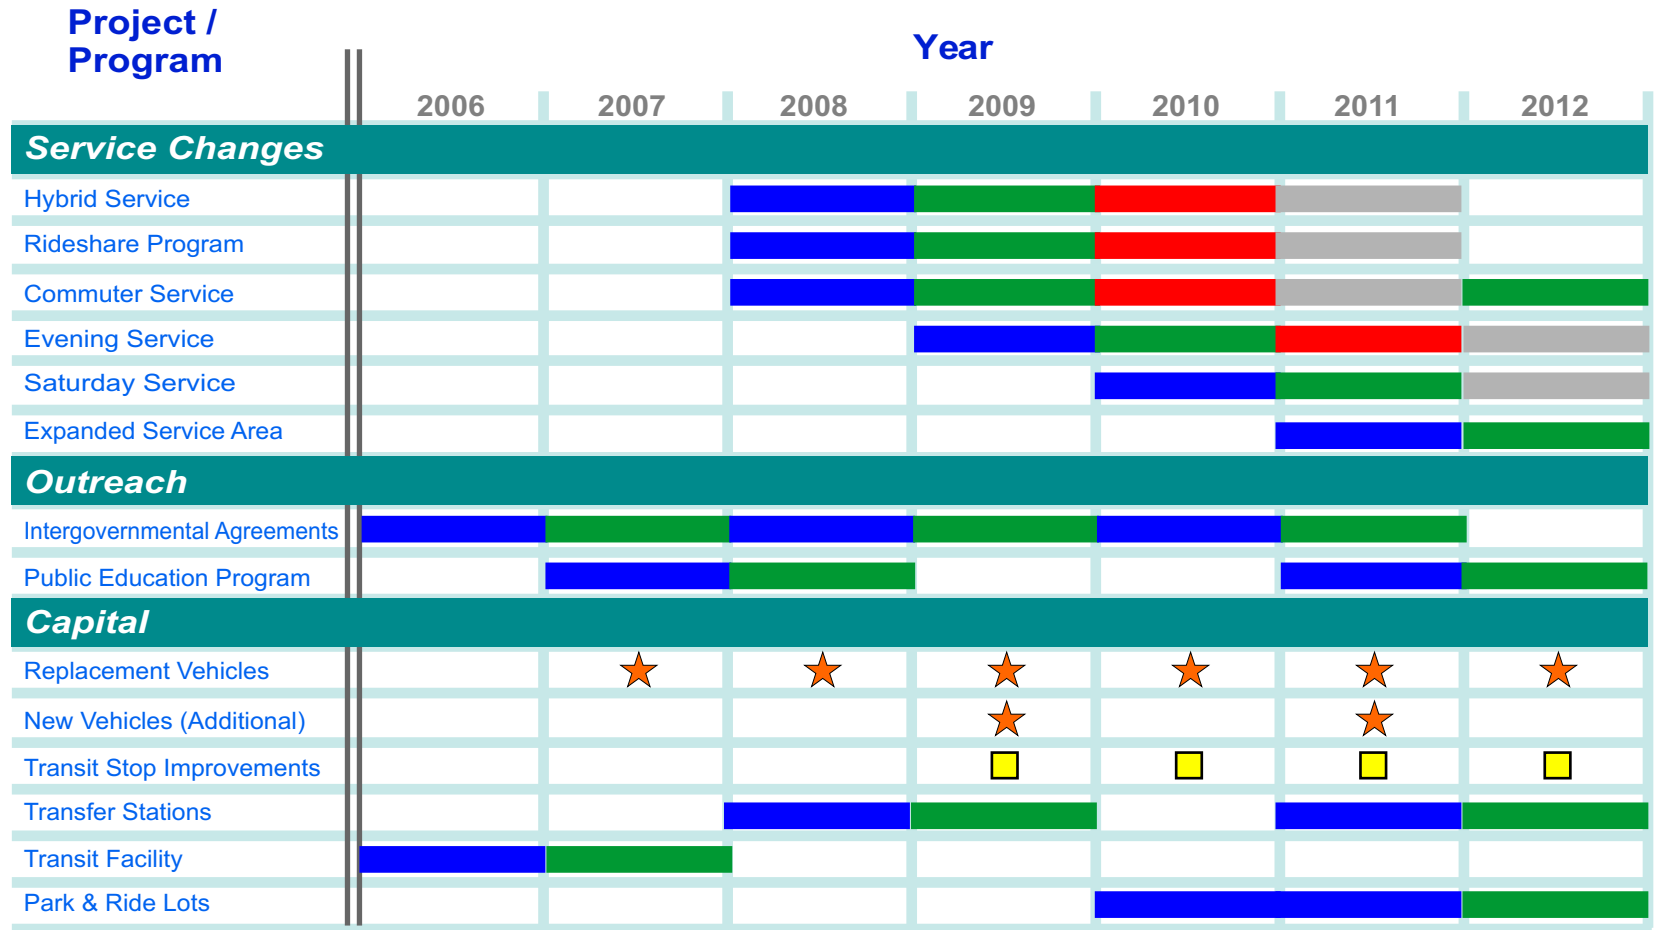 Project /
Program
Year
2006 2007 2008 2009 2010 2011 2012
Service Changes
Hybrid Service
Rideshare Program
Commuter Service
Evening Service
Saturday Service
Expanded Service Area
Outreach
Intergovernmental Agreements
Public Education Program
Capital
Replacement Vehicles
New Vehicles (Additional)
Transit Stop Improvements
Transfer Stations
Transit Facility
Park & Ride Lots